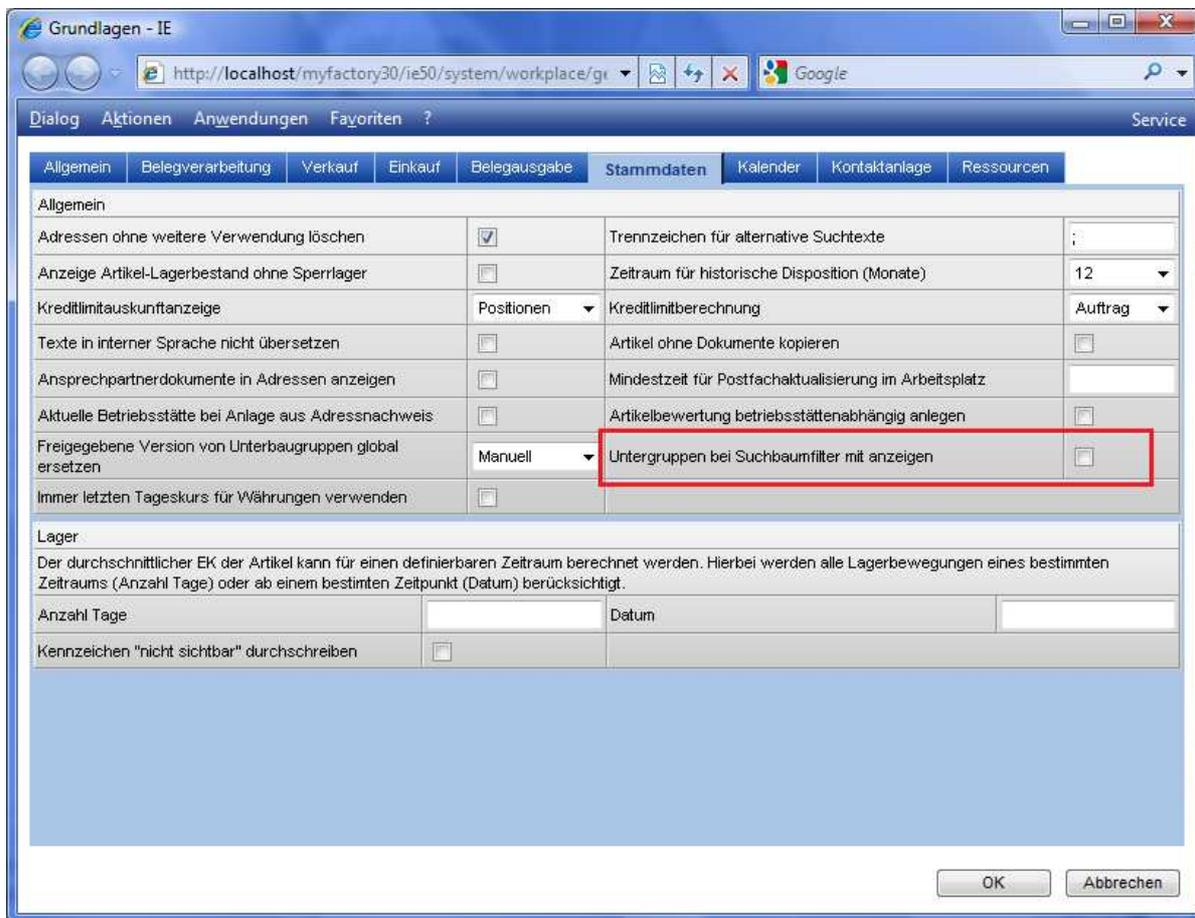 Grundlagen - IE
http://localhost/myfactory30/ie50/system/workplace/ge
Google
Dialog Aktionen Anwendungen Favoriten ? Service
Allgemein Belegverarbeitung Verkauf Einkauf Belegausgabe Stammdaten Kalender Kontaktanlage Ressourcen
Allgemein
Adressen ohne weitere Verwendung löschen Trennzeichen für alternative Suchtexte ;
Anzeige Artikel-Lagerbestand ohne Sperrlager Zeitraum für historische Disposition (Monate) 12
Kreditlimitauskunftanzeige Positionen Kreditlimitberechnung Auftrag
Texte in interner Sprache nicht übersetzen Artikel ohne Dokumente kopieren
Ansprechpartnerdokumente in Adressen anzeigen Mindestzeit für Postfachaktualisierung im Arbeitsplatz
Aktuelle Betriebsstätte bei Anlage aus Adressnachweis Artikelbewertung betriebsstättenabhängig anlegen
Freigegebene Version von Unterbaugruppen global
ersetzen Manuell Untergruppen bei Suchbaumfilter mit anzeigen
Immer letzten Tageskurs für Währungen verwenden
Lager
Der durchschnittlicher EK der Artikel kann für einen definierbaren Zeitraum berechnet werden. Hierbei werden alle Lagerbewegungen eines bestimmten
Zeitraums (Anzahl Tage) oder ab einem bestimten Zeitpunkt (Datum) berücksichtigt.
Anzahl Tage Datum
Kennzeichen "nicht sichtbar" durchschreiben
OK Abbrechen